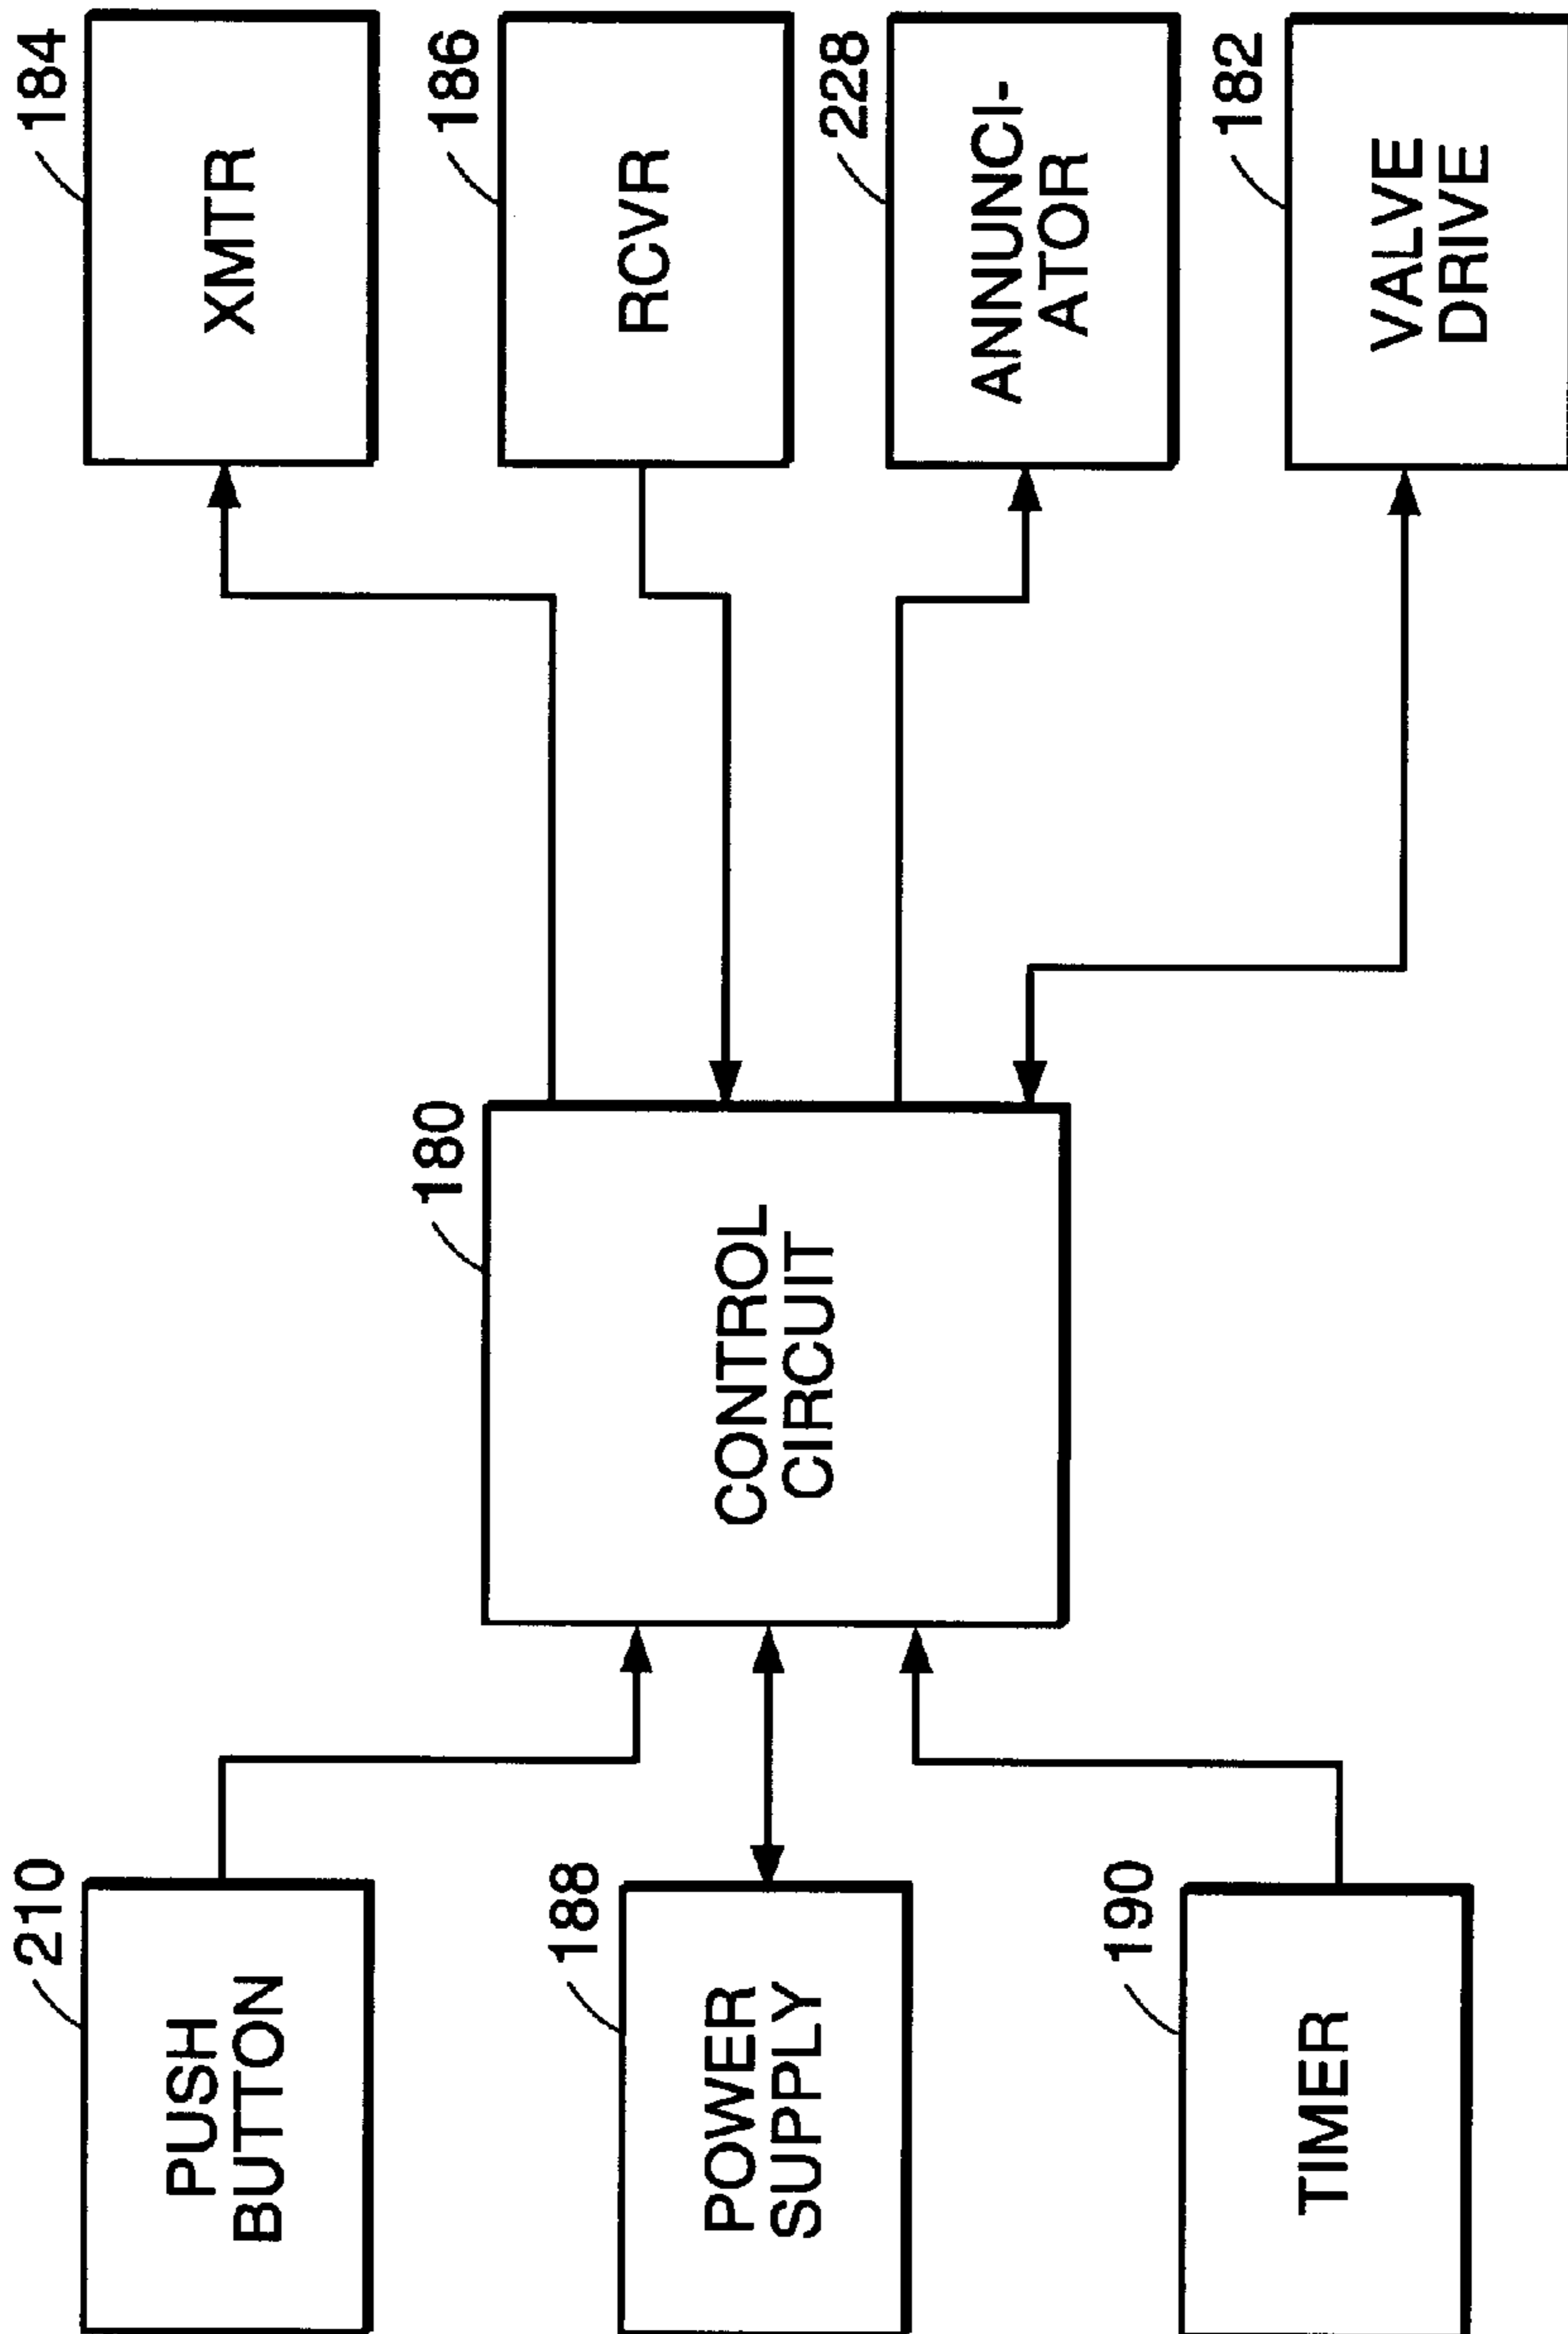 210
PUSH
BUTTON
188
POWER
SUPPLY
190
TIMER
180
CONTROL
CIRCUIT
184
XMTR
186
RCVR
228
ANNUNCI-
ATOR
182
VALVE
DRIVE